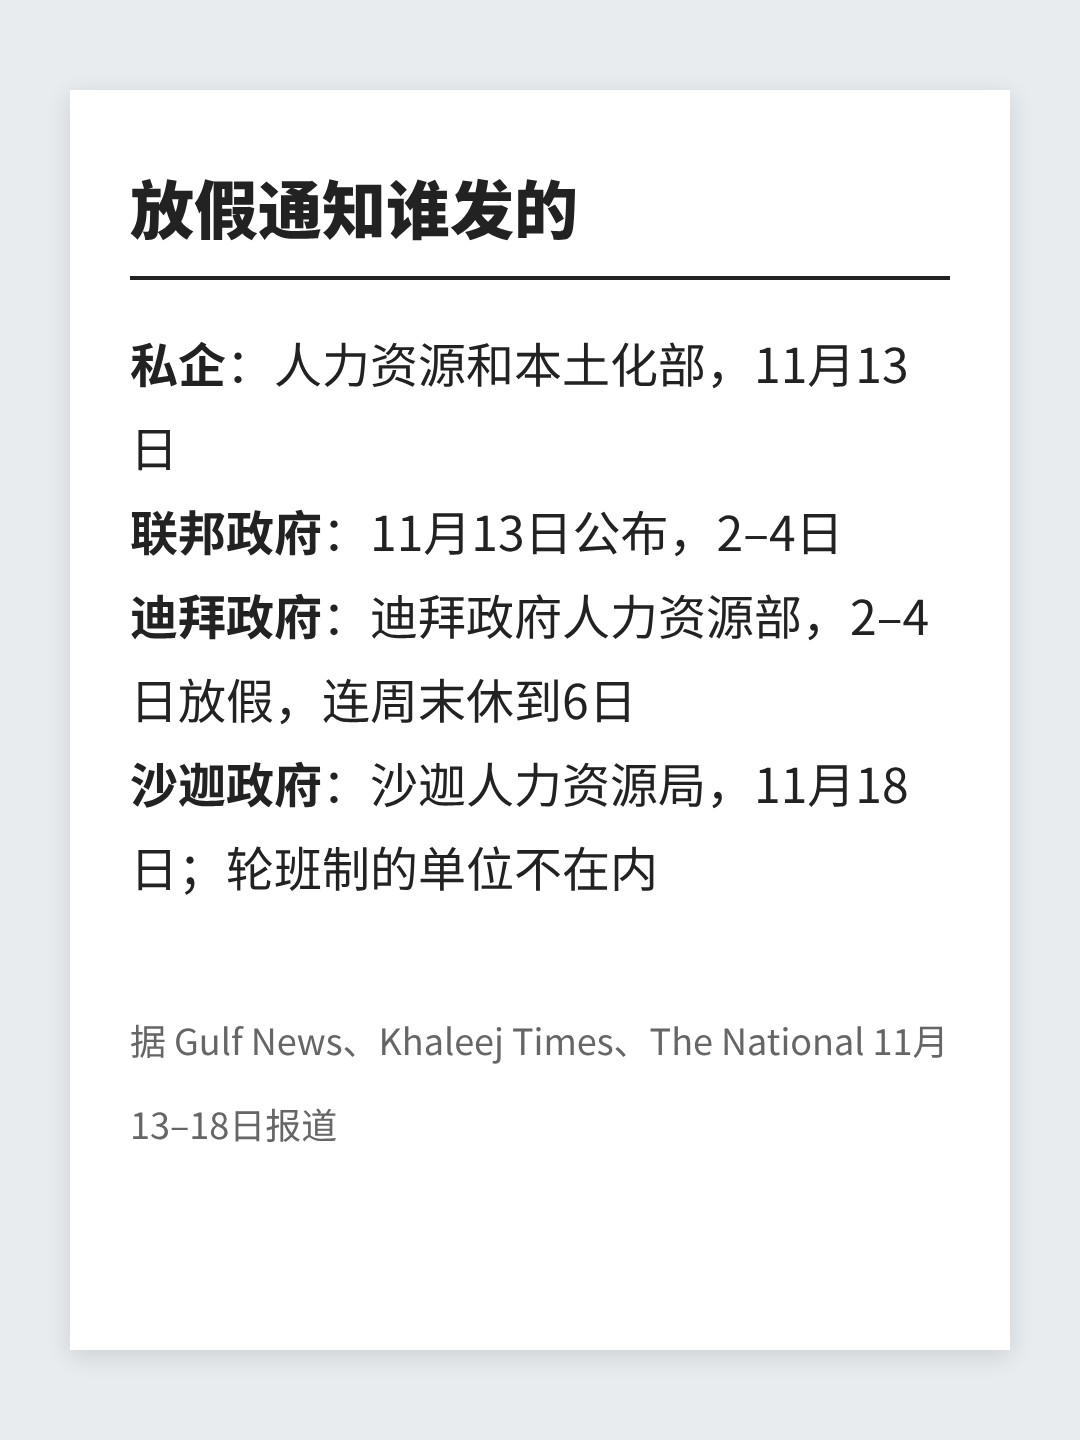 放假通知谁发的
私企：人力资源和本土化部，11月13
日
联邦政府：11月13日公布，2–4日
迪拜政府：迪拜政府人力资源部，2–4
日放假，连周末休到6日
沙迦政府：沙迦人力资源局，11月18
日；轮班制的单位不在内
据 Gulf News、Khaleej Times、The National 11月
13–18日报道